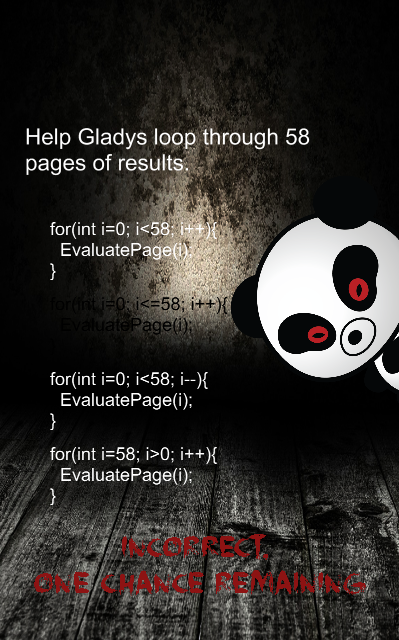 Help Gladys loop through 58
pages of results.
for(int i=0; i<58; i++){
EvaluatePage(i);
}
for(int i=0; i<=58; i++){
EvaluatePage(i);
for(int i=0; i<58; i--){
EvaluatePage(i);
}
for(int i=58; i>0; i++){
EvaluatePage(i);
}
INCORRECT,
ONE CHANCE REMAINING